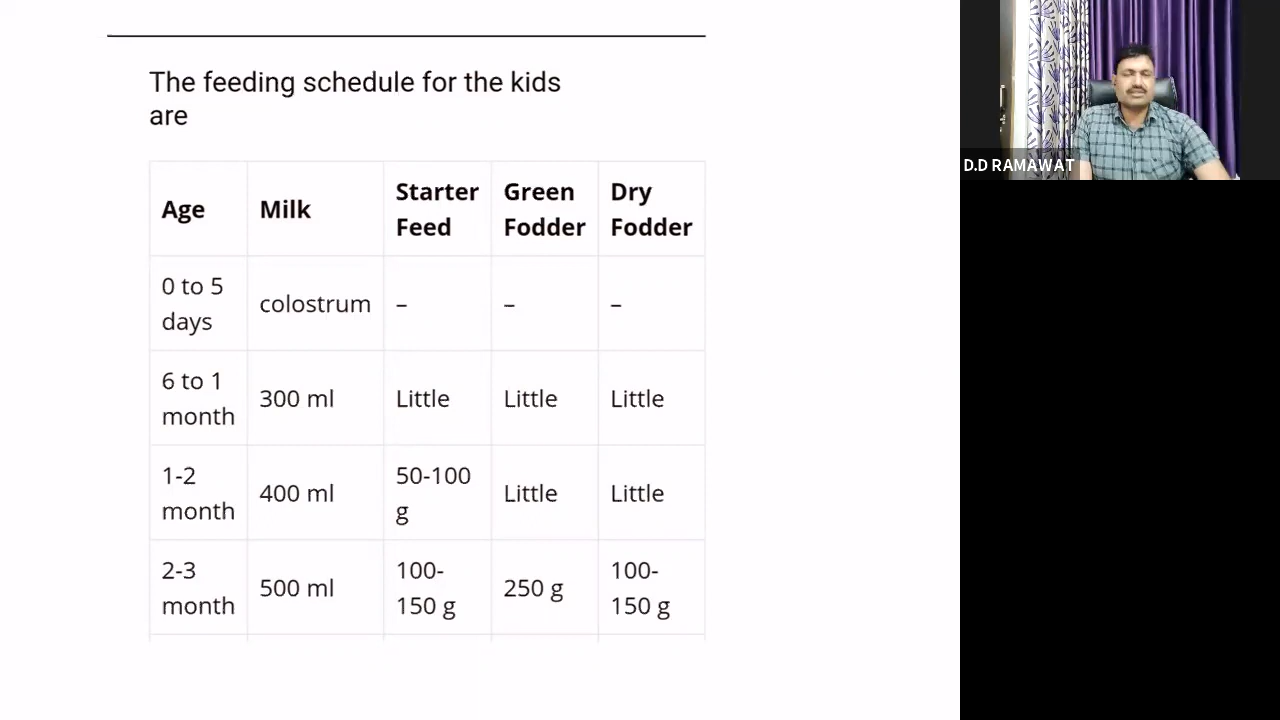 The feeding schedule for the kids
are
Age Milk Starter Feed Green Fodder Dry Fodder
0 to 5 days colostrum – – –
6 to 1 month 300 ml Little Little Little
1-2 month 400 ml 50-100 g Little Little
2-3 month 500 ml 100-150 g 250 g 100-150 g
D.D RAMAWAT